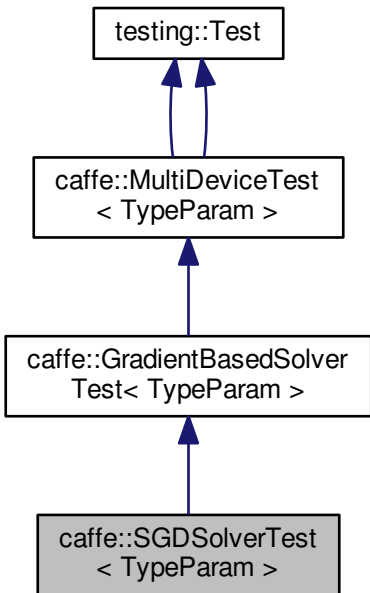 testing::Test
caffe::MultiDeviceTest
< TypeParam >
caffe::GradientBasedSolver
Test< TypeParam >
caffe::SGDSolverTest
< TypeParam >